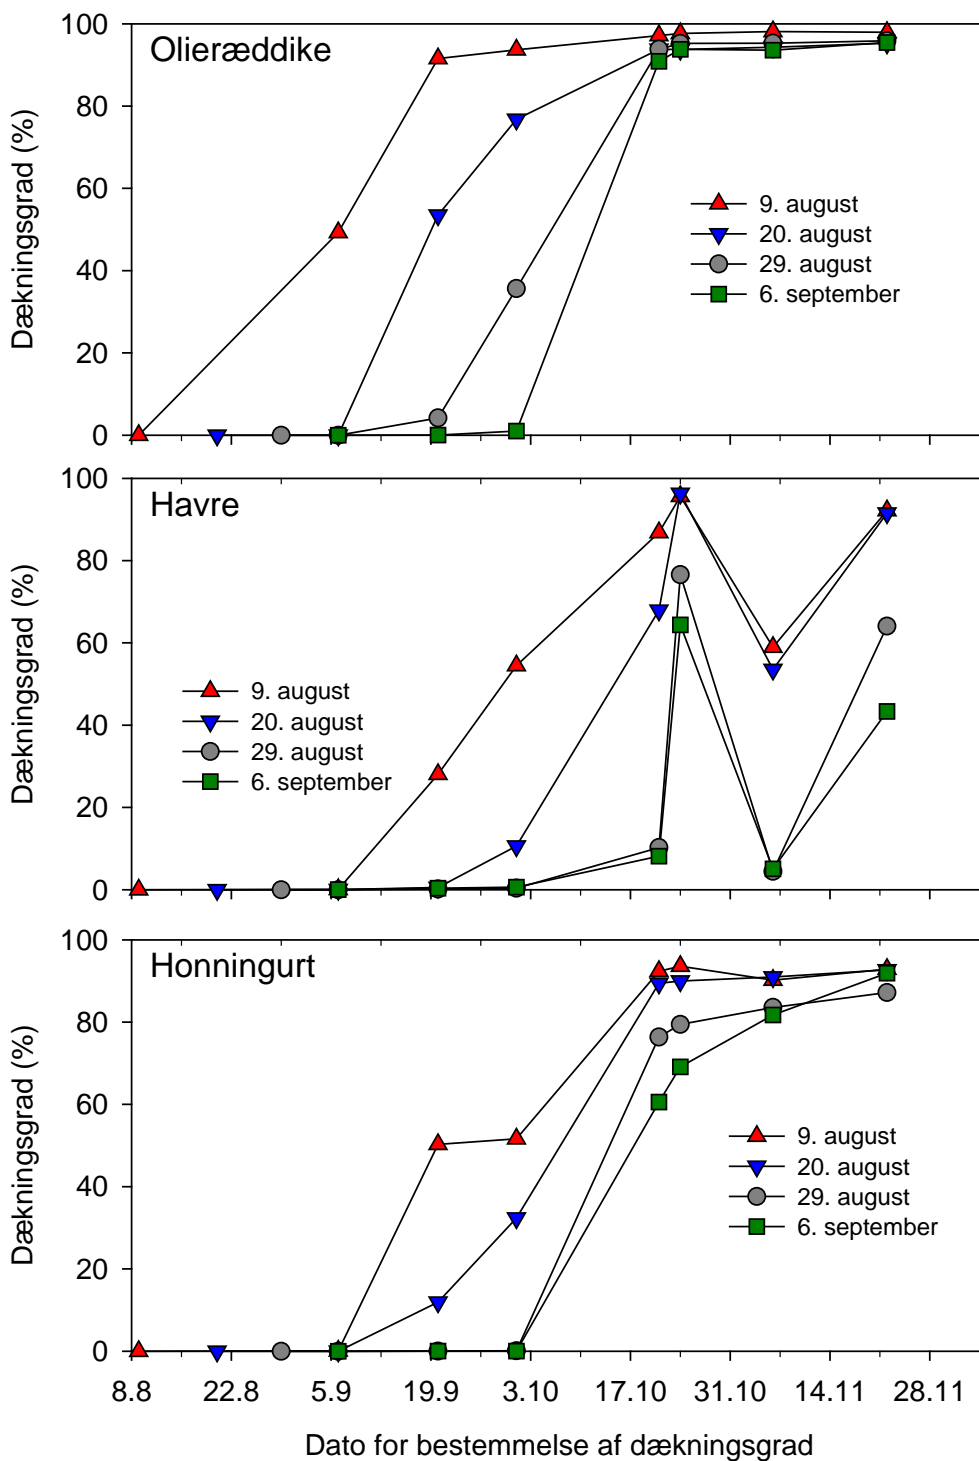 Olieræddike
Dækningsgrad (%)
100
80
60
40
20
0
9. august
20. august
29. august
6. september
Havre
Dækningsgrad (%)
100
80
60
40
20
0
9. august
20. august
29. august
6. september
Honningurt
Dækningsgrad (%)
100
80
60
40
20
0
9. august
20. august
29. august
6. september
8.8 22.8 5.9 19.9 3.10 17.10 31.10 14.11 28.11
Dato for bestemmelse af dækningsgrad